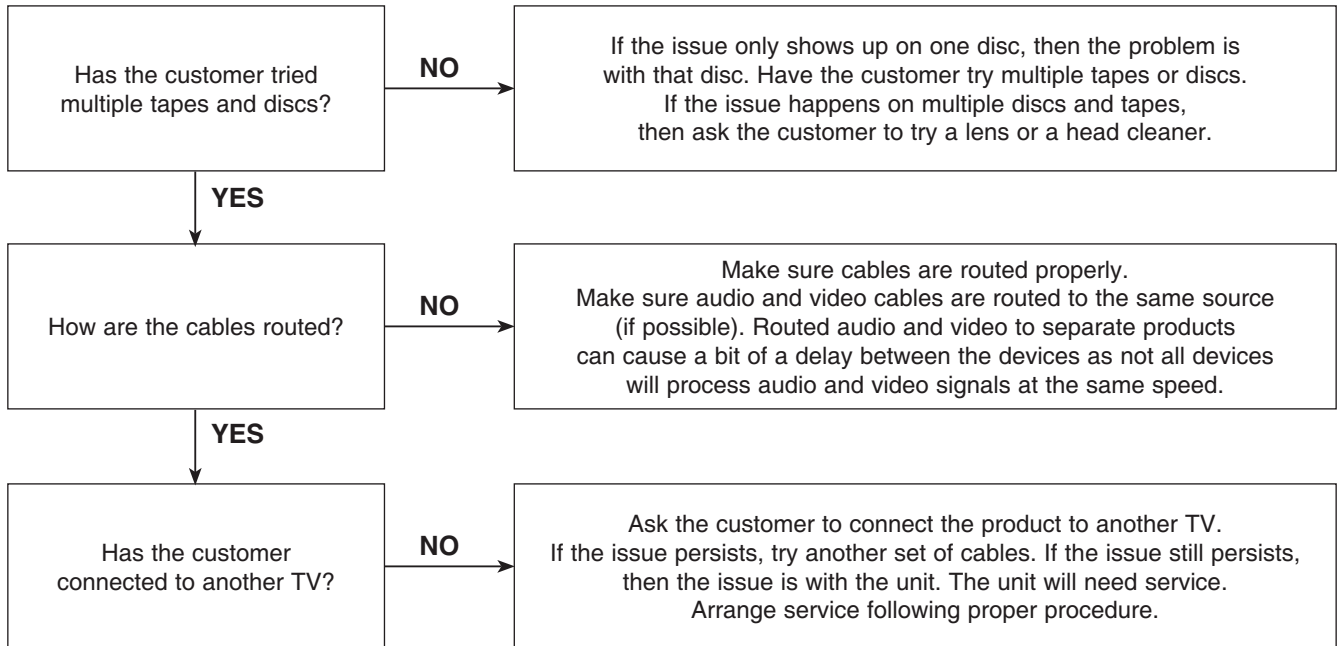 Has the customer tried
multiple tapes and discs?
NO
If the issue only shows up on one disc, then the problem is
with that disc. Have the customer try multiple tapes or discs.
If the issue happens on multiple discs and tapes,
then ask the customer to try a lens or a head cleaner.
YES
How are the cables routed?
NO
Make sure cables are routed properly.
Make sure audio and video cables are routed to the same source
(if possible). Routed audio and video to separate products
can cause a bit of a delay between the devices as not all devices
will process audio and video signals at the same speed.
YES
Has the customer
connected to another TV?
NO
Ask the customer to connect the product to another TV.
If the issue persists, try another set of cables. If the issue still persists,
then the issue is with the unit. The unit will need service.
Arrange service following proper procedure.